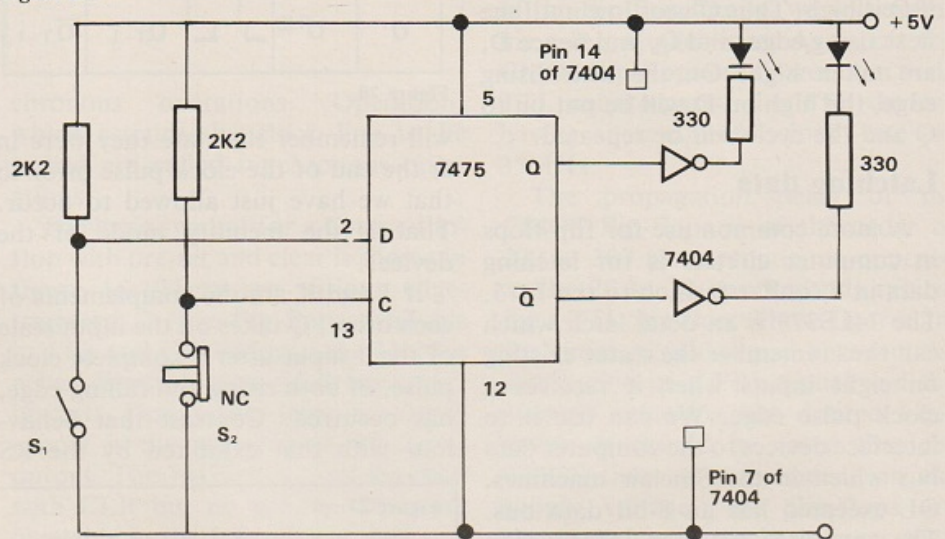 +5V
Pin 14
of 7404
5
330
2K2
2K2
7475
Q
330
2
D
7404
C
Q̅
13
12
NC
S₁
S₂
Pin 7 of
7404